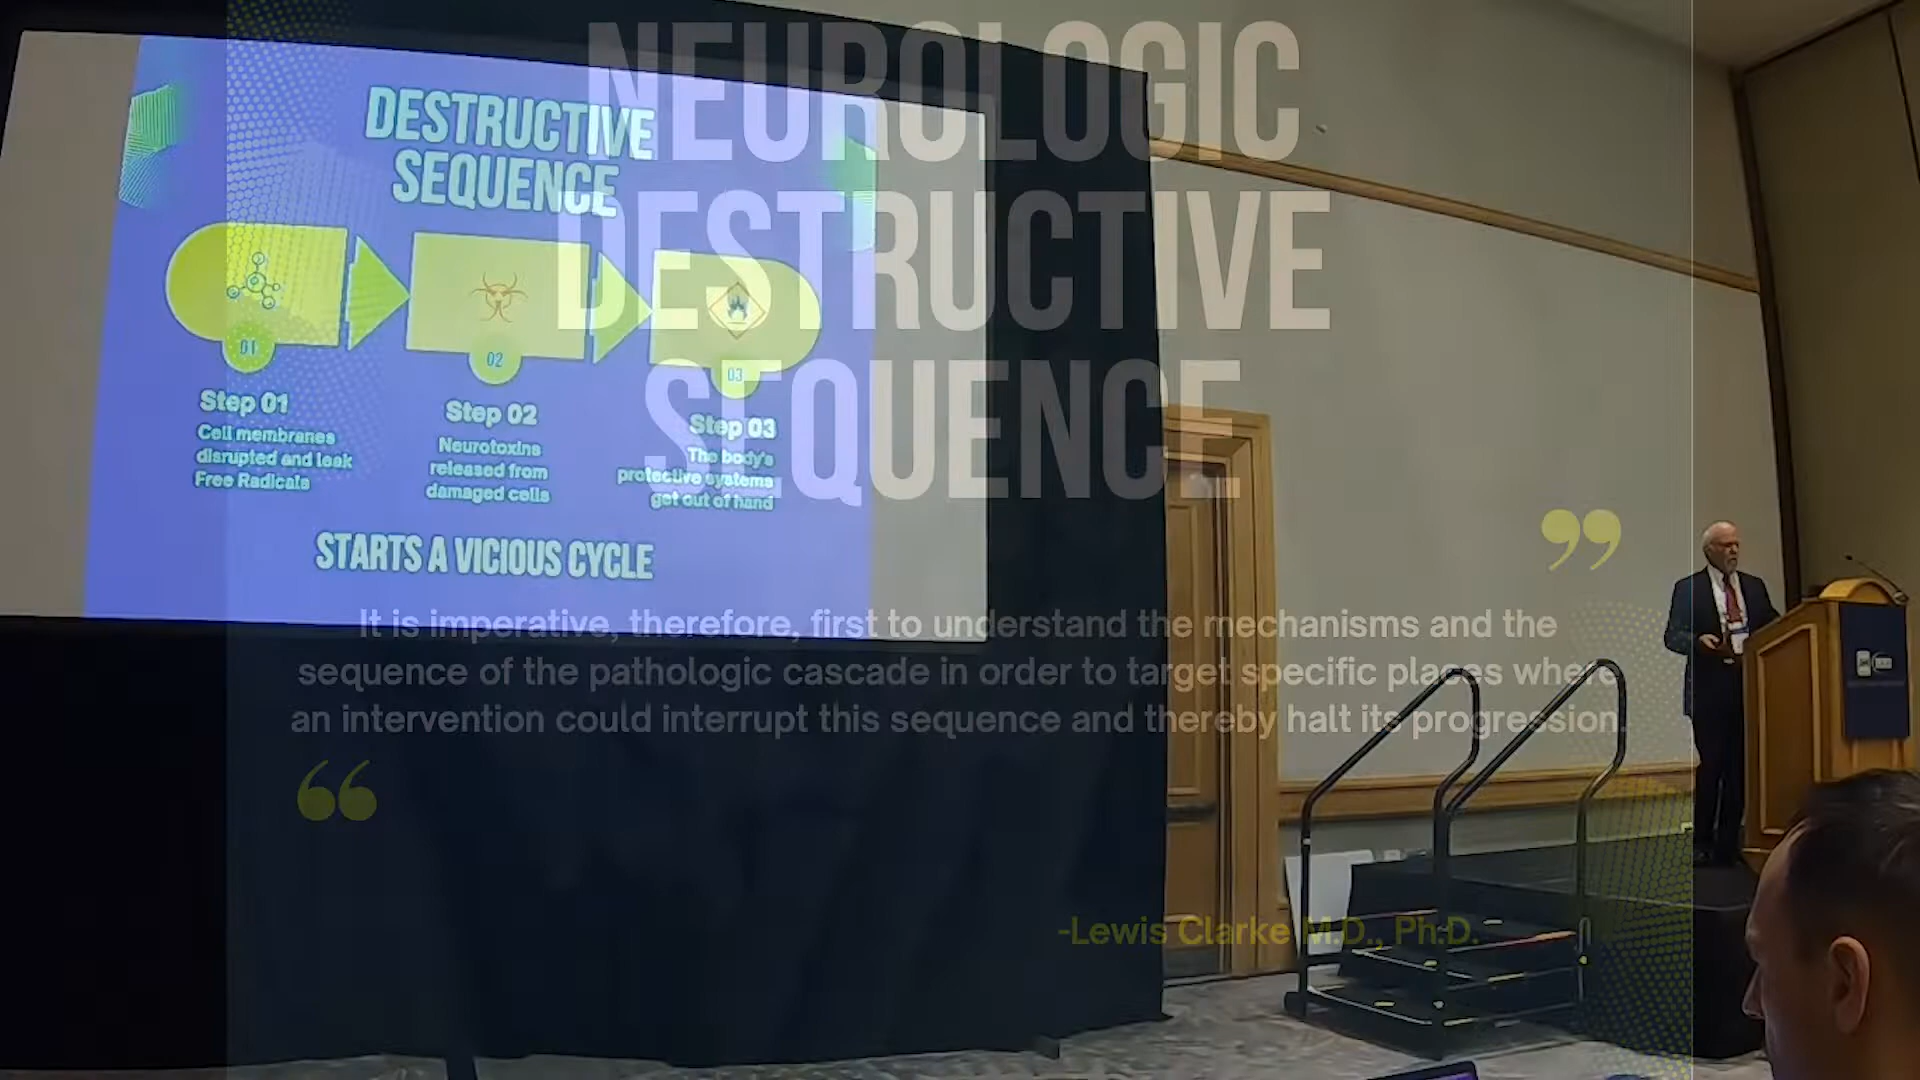 NEUROLOGIC
DESTRUCTIVE
SEQUENCE
DESTRUCTIVE
SEQUENCE
01
02
03
Step 01
Cell membranes
disrupted and leak
Free Radicals
Step 02
Neurotoxins
released from
damaged cells
Step 03
The body's
protective systems
get out of hand
STARTS A VICIOUS CYCLE
”
It is imperative, therefore, first to understand the mechanisms and the
sequence of the pathologic cascade in order to target specific places where
an intervention could interrupt this sequence and thereby halt its progression.
“
-Lewis Clarke M.D., Ph.D.